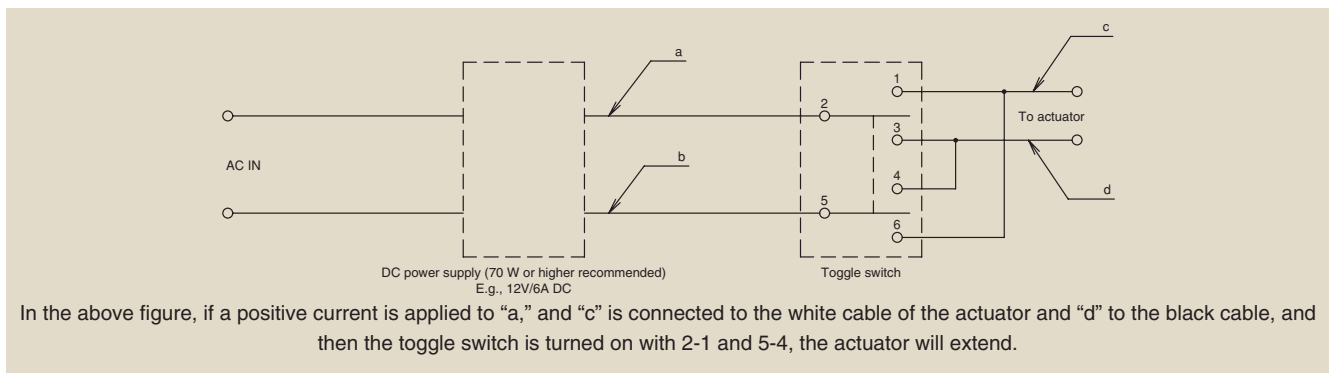 c
a
1
2
To actuator
3
AC IN
b
4
d
5
6
DC power supply (70 W or higher recommended)
E.g., 12V/6A DC
Toggle switch
In the above figure, if a positive current is applied to “a,” and “c” is connected to the white cable of the actuator and “d” to the black cable, and
then the toggle switch is turned on with 2-1 and 5-4, the actuator will extend.